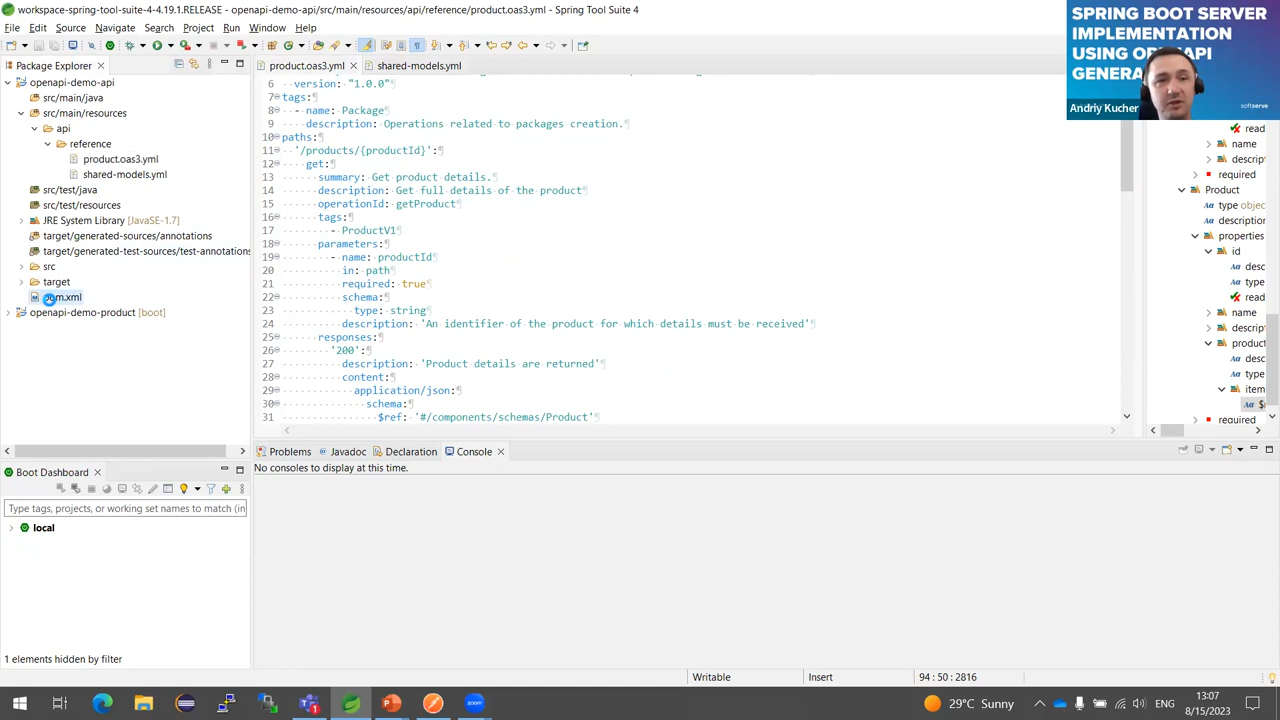 workspace-spring-tool-suite-4-4.19.1.RELEASE - openapi-demo-api/src/main/resources/api/reference/product.oas3.yml - Spring Tool Suite 4
File Edit Source Navigate Search Project Run Window Help
Package Explorer
openapi-demo-api
src/main/java
src/main/resources
api
reference
product.oas3.yml
shared-models.yml
src/test/java
src/test/resources
JRE System Library [JavaSE-1.7]
target/generated-sources/annotations
target/generated-test-sources/test-annotations
src
target
pom.xml
openapi-demo-product [boot]
product.oas3.yml
shared-models.yml
6 version: "1.0.0"
7 tags:
8 - name: Package
9 description: Operations related to packages creation.
10 paths:
11 '/products/{productId}':
12 get:
13 summary: Get product details.
14 description: Get full details of the product
15 operationId: getProduct
16 tags:
17 - ProductV1
18 parameters:
19 - name: productId
20 in: path
21 required: true
22 schema:
23 type: string
24 description: 'An identifier of the product for which details must be received'
25 responses:
26 '200':
27 description: 'Product details are returned'
28 content:
29 application/json:
30 schema:
31 $ref: '#/components/schemas/Product'
SPRING BOOT SERVER
IMPLEMENTATION
USING OPENAPI
GENERA
Andriy Kucher
softserve
read
name
descrip
required
Product
type objec
description
properties
id
desc
type
read
name
descrip
product
desc
type
item
$
required
Problems
Javadoc
Declaration
Console
No consoles to display at this time.
Boot Dashboard
Type tags, projects, or working set names to match (in
local
1 elements hidden by filter
Writable
Insert
94 : 50 : 2816
29°C Sunny
ENG
13:07
8/15/2023